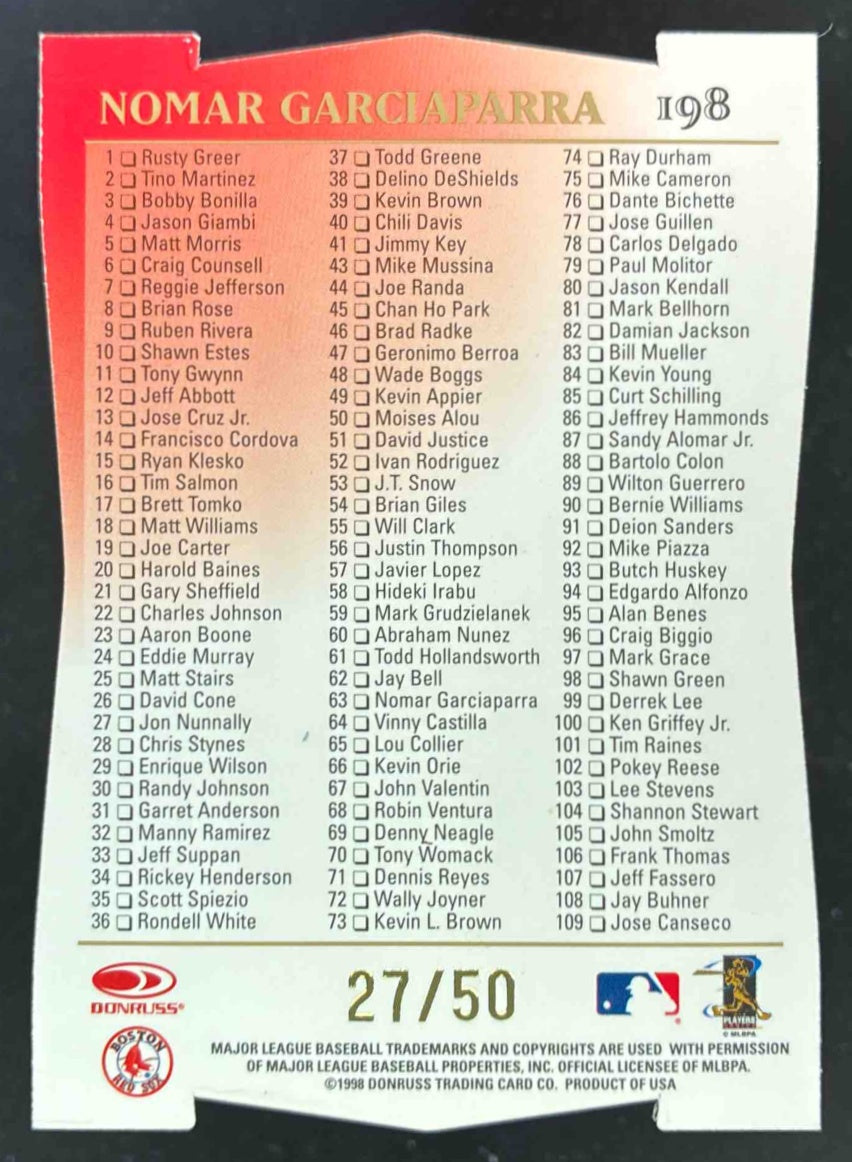 NOMAR GARCIAPARRA 198
1 Rusty Greer
2 Tino Martinez
3 Bobby Bonilla
4 Jason Giambi
5 Matt Morris
6 Craig Counsell
7 Reggie Jefferson
8 Brian Rose
9 Ruben Rivera
10 Shawn Estes
11 Tony Gwynn
12 Jeff Abbott
13 Jose Cruz Jr.
14 Francisco Cordova
15 Ryan Klesko
16 Tim Salmon
17 Brett Tomko
18 Matt Williams
19 Joe Carter
20 Harold Baines
21 Gary Sheffield
22 Charles Johnson
23 Aaron Boone
24 Eddie Murray
25 Matt Stairs
26 David Cone
27 Jon Nunnally
28 Chris Stynes
29 Enrique Wilson
30 Randy Johnson
31 Garret Anderson
32 Manny Ramirez
33 Jeff Suppan
34 Rickey Henderson
35 Scott Spiezio
36 Rondell White
37 Todd Greene
38 Delino DeShields
39 Kevin Brown
40 Chili Davis
41 Jimmy Key
43 Mike Mussina
44 Joe Randa
45 Chan Ho Park
46 Brad Radke
47 Geronimo Berroa
48 Wade Boggs
49 Kevin Appier
50 Moises Alou
51 David Justice
52 Ivan Rodriguez
53 J.T. Snow
54 Brian Giles
55 Will Clark
56 Justin Thompson
57 Javier Lopez
58 Hideki Irabu
59 Mark Grudzielanek
60 Abraham Nunez
61 Todd Hollandsworth
62 Jay Bell
63 Nomar Garciaparra
64 Vinny Castilla
65 Lou Collier
66 Kevin Orie
67 John Valentin
68 Robin Ventura
69 Denny Neagle
70 Tony Womack
71 Dennis Reyes
72 Wally Joyner
73 Kevin L. Brown
74 Ray Durham
75 Mike Cameron
76 Dante Bichette
77 Jose Guillen
78 Carlos Delgado
79 Paul Molitor
80 Jason Kendall
81 Mark Bellhorn
82 Damian Jackson
83 Bill Mueller
84 Kevin Young
85 Curt Schilling
86 Jeffrey Hammonds
87 Sandy Alomar Jr.
88 Bartolo Colon
89 Wilton Guerrero
90 Bernie Williams
91 Deion Sanders
92 Mike Piazza
93 Butch Huskey
94 Edgardo Alfonzo
95 Alan Benes
96 Craig Biggio
97 Mark Grace
98 Shawn Green
99 Derrek Lee
100 Ken Griffey Jr.
101 Tim Raines
102 Pokey Reese
103 Lee Stevens
104 Shannon Stewart
105 John Smoltz
106 Frank Thomas
107 Jeff Fassero
108 Jay Buhner
109 Jose Canseco
DONRUSS®
27/50
PLAYERS
© MLBPA
BOSTON
RED SOX
MAJOR LEAGUE BASEBALL TRADEMARKS AND COPYRIGHTS ARE USED WITH PERMISSION
OF MAJOR LEAGUE BASEBALL PROPERTIES, INC. OFFICIAL LICENSEE OF MLBPA.
©1998 DONRUSS TRADING CARD CO. PRODUCT OF USA